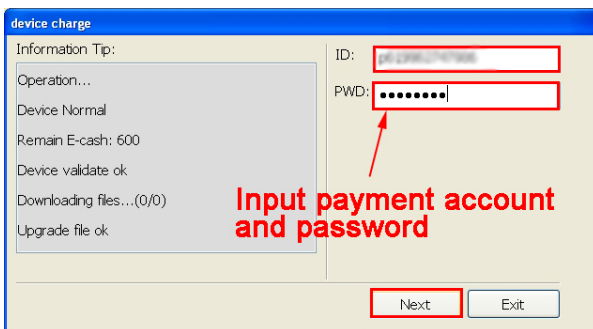 device charge
Information Tip:
Operation...
Device Normal
Remain E-cash: 600
Device validate ok
Downloading files...(0/0)
Upgrade file ok
ID:
PWD: ●●●●●●●●
Input payment account
and password
Next
Exit